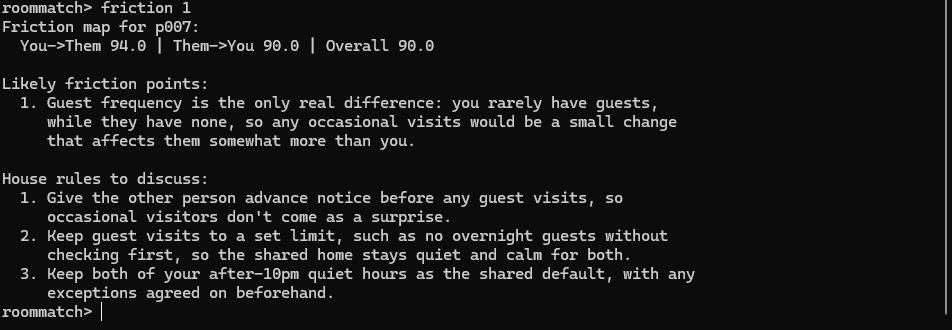 roommatch> friction 1
Friction map for p007:
  You->Them 94.0 | Them->You 90.0 | Overall 90.0

Likely friction points:
  1. Guest frequency is the only real difference: you rarely have guests,
     while they have none, so any occasional visits would be a small change
     that affects them somewhat more than you.

House rules to discuss:
  1. Give the other person advance notice before any guest visits, so
     occasional visitors don't come as a surprise.
  2. Keep guest visits to a set limit, such as no overnight guests without
     checking first, so the shared home stays quiet and calm for both.
  3. Keep both of your after-10pm quiet hours as the shared default, with any
     exceptions agreed on beforehand.
roommatch>